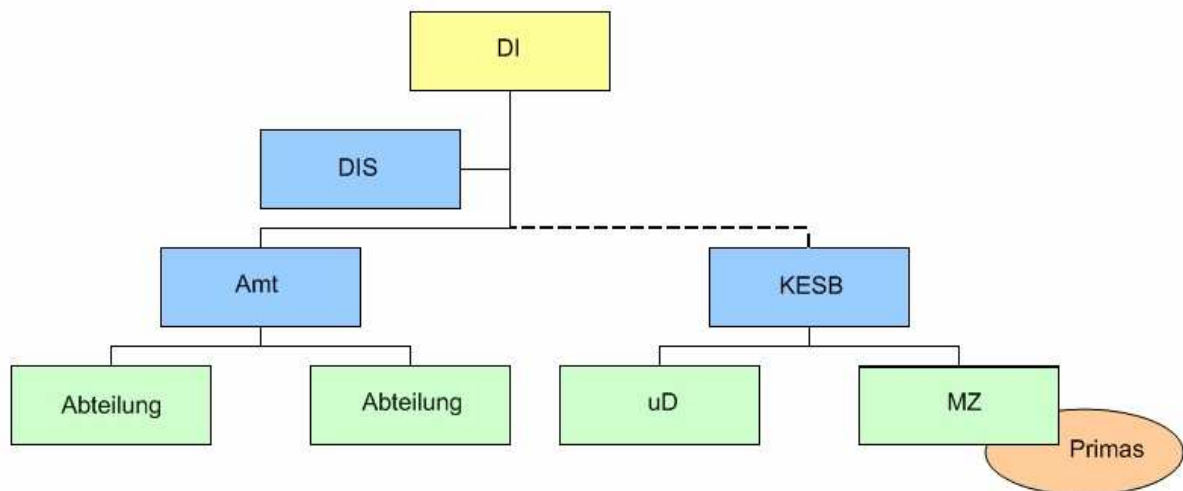 DI
DIS
Amt
KESB
Abteilung
Abteilung
uD
MZ
Primas